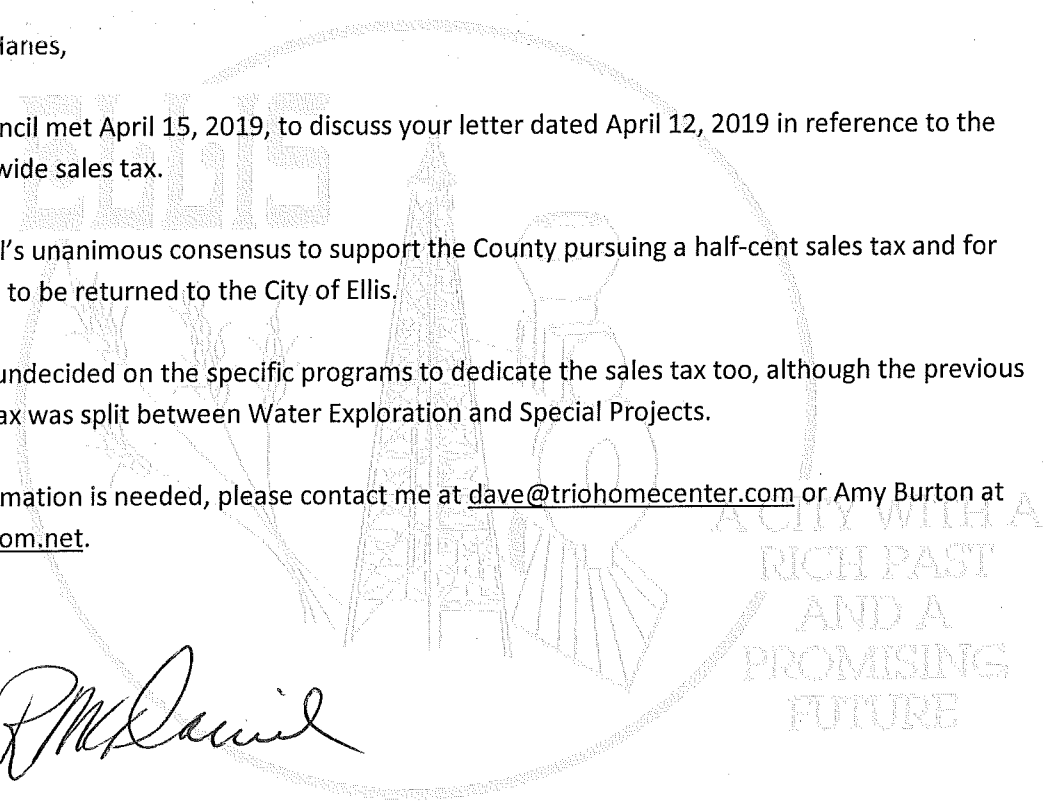 anes,
ELLIS
ncil met April 15, 2019, to discuss your letter dated April 12, 2019 in reference to the
wide sales tax.
l's unanimous consensus to support the County pursuing a half-cent sales tax and for
to be returned to the City of Ellis.
undecided on the specific programs to dedicate the sales tax too, although the previous
ax was split between Water Exploration and Special Projects.
mation is needed, please contact me at dave@triohomecenter.com or Amy Burton at
om.net.
A CITY WITH A
RICH PAST
AND A
PROMISING
FUTURE
R McDaniel